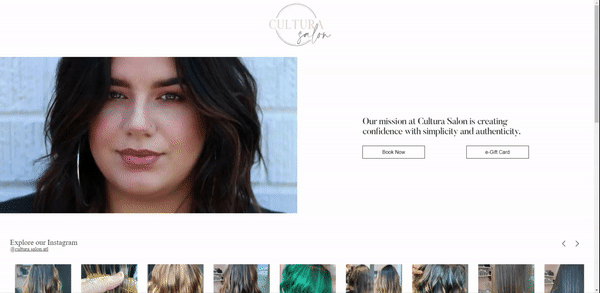 CULTURA
salon
Our mission at Cultura Salon is creating
confidence with simplicity and authenticity.
Book Now
e-Gift Card
Explore our Instagram
@cultura.salon.atl